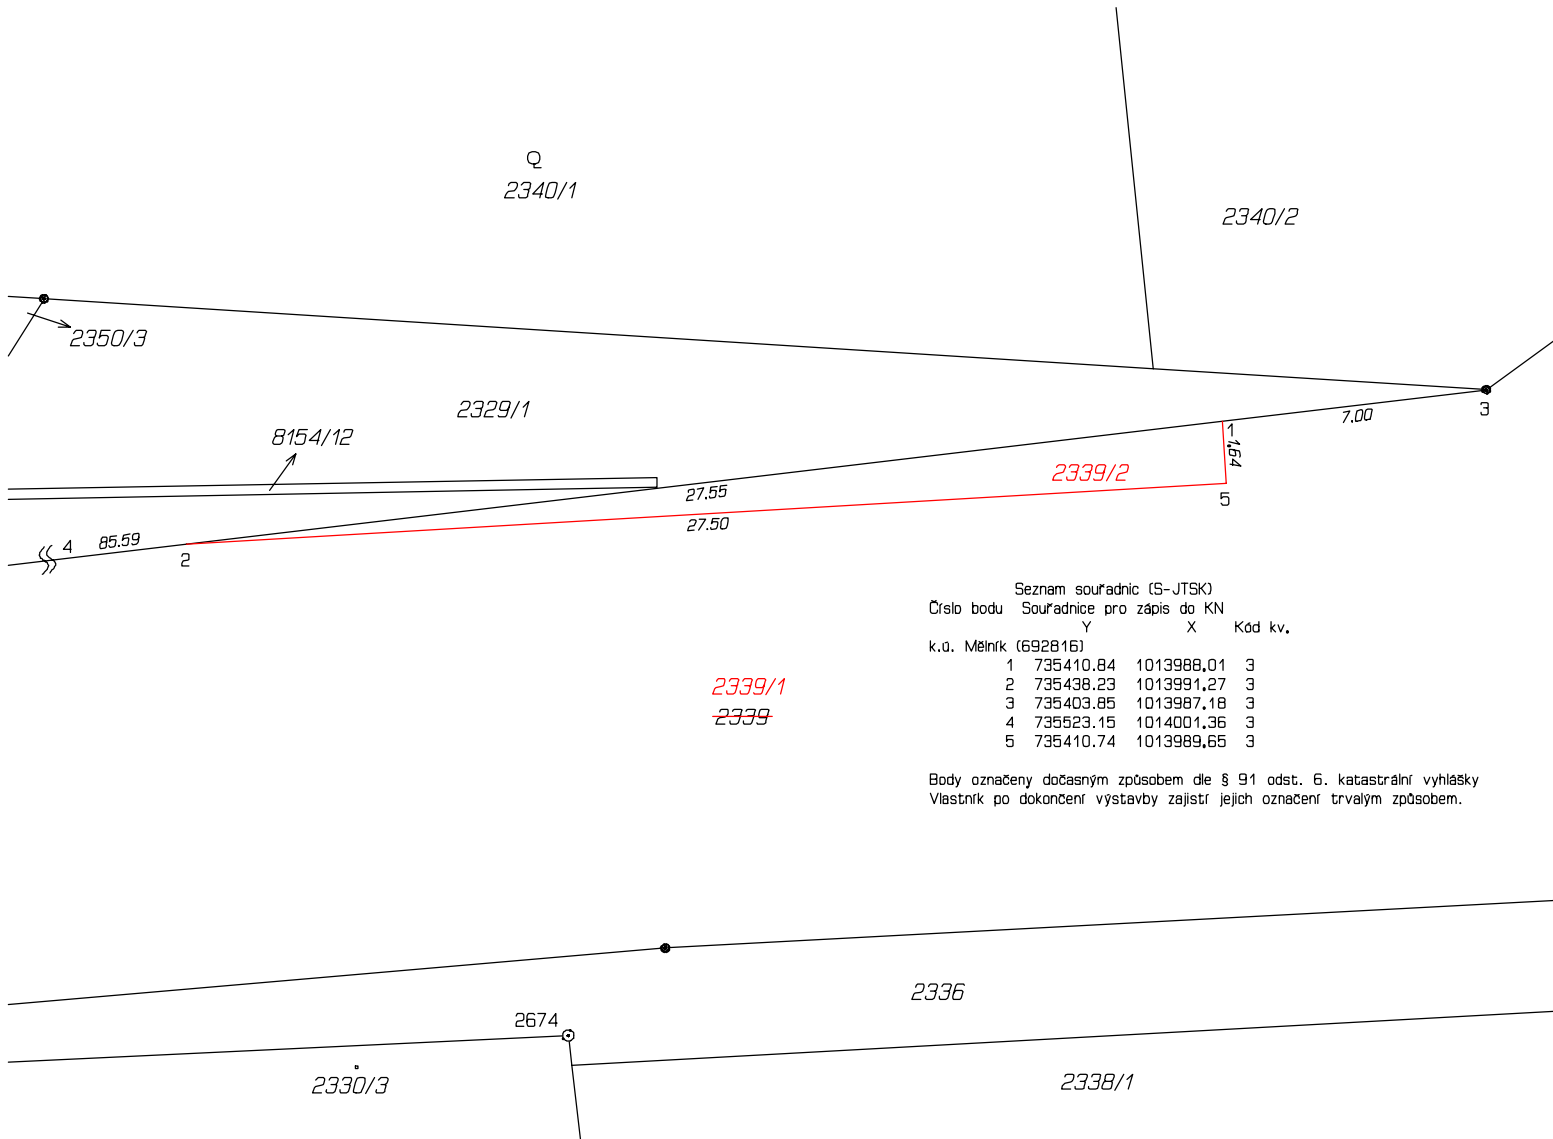 Q
2340/1
2340/2
2350/3
2329/1
8154/12
7.00
3
1
1.64
2339/2
27.55
5
27.50
4
85.59
2
Seznam souřadnic (S-JTSK)
Číslo bodu Souřadnice pro zápis do KN
Y X Kód kv.
k.ú. Mělník (692816)
1 735410.84 1013988.01 3
2 735438.23 1013991.27 3
3 735403.85 1013987.18 3
4 735523.15 1014001.36 3
5 735410.74 1013989.65 3
2339/1
2339
Body označeny dočasným způsobem dle § 91 odst. 6. katastrální vyhlášky
Vlastník po dokončení výstavby zajistí jejich označení trvalým způsobem.
2336
2674
2330/3
2338/1